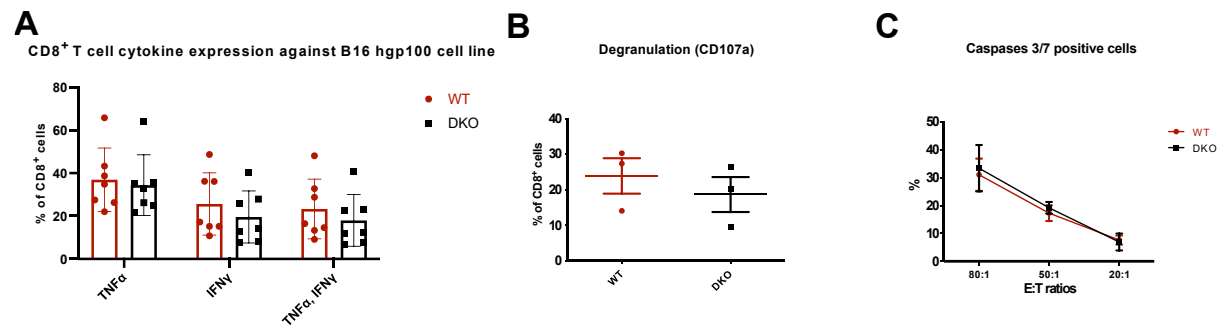 A
CD8+ T cell cytokine expression against B16 hgp100 cell line
% of CD8+ cells
80
60
40
20
0
TNFα
IFNγ
TNFα, IFNγ
WT
DKO
B
Degranulation (CD107a)
% of CD8+ cells
40
30
20
10
0
WT
DKO
C
Caspases 3/7 positive cells
%
50
40
30
20
10
0
80:1
50:1
20:1
E:T ratios
WT
DKO